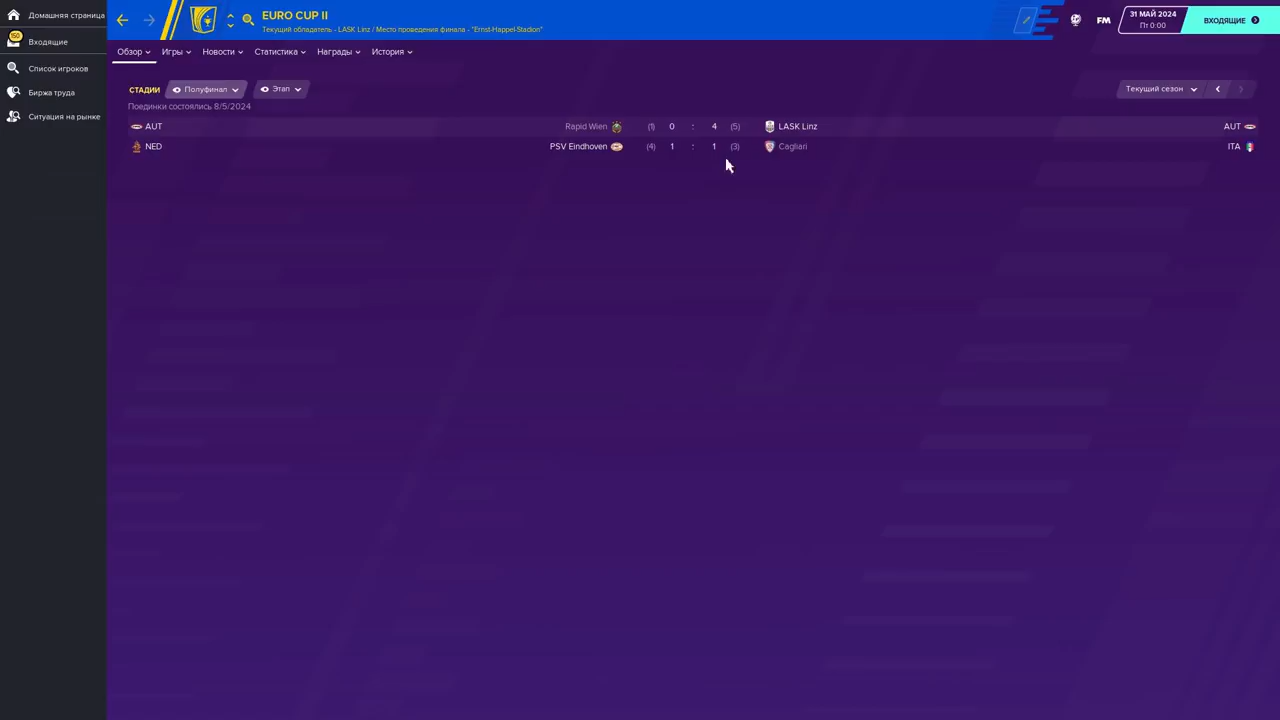 Домашняя страница
150
Входящие
Список игроков
Биржа труда
Ситуация на рынке
EURO CUP II
Текущий обладатель - LASK Linz / Место проведения финала - "Ernst-Happel-Stadion"
FM
31 МАЙ 2024
Пт 0:00
ВХОДЯЩИЕ
Обзор Игры Новости Статистика Награды История
СТАДИИ Полуфинал Этап Текущий сезон
Поединки состоялись 8/5/2024
AUT Rapid Wien (1) 0 : 4 (5) LASK Linz AUT
NED PSV Eindhoven (4) 1 : 1 (3) Cagliari ITA